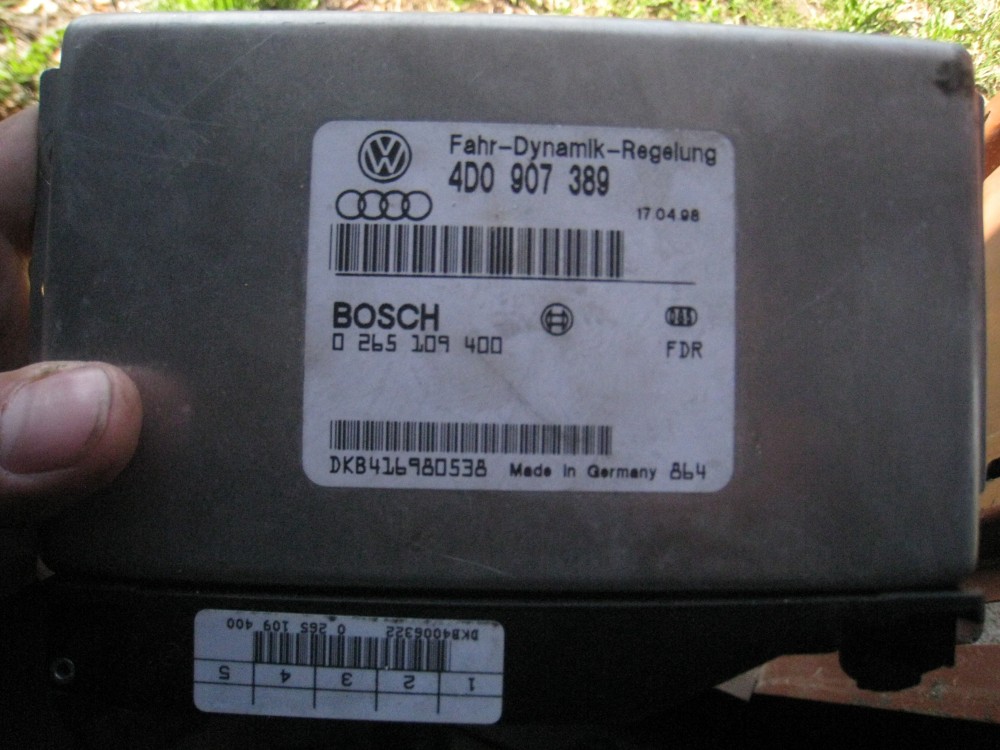 Fahr-Dynamik-Regelung
4D0 907 389
17.04.98
BOSCH
0 265 109 400
FDR
DKB416980538 Made in Germany 864
DKB4006322 0 265 109 400
1 2 3 4 5